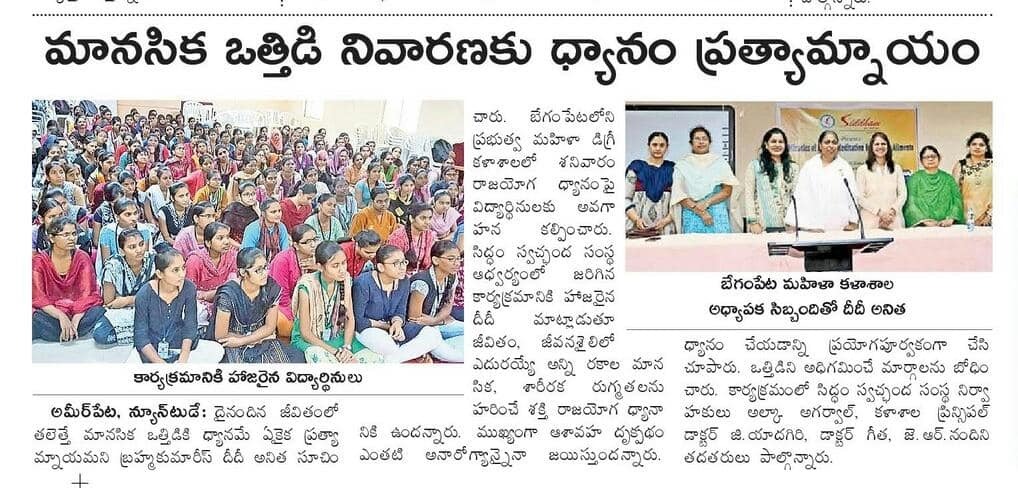 మానసిక ఒత్తిడి నివారణకు ధ్యానం ప్రత్యామ్నాయం
కార్యక్రమానికి హాజరైన విద్యార్థినులు
అమీర్‌పేట, న్యూస్‌టుడే: దైనందిన జీవితంలో
తలెత్తే మానసిక ఒత్తిడికి ధ్యానమే ఏకైక ప్రత్యా
మ్నాయమని బ్రహ్మకుమారీస్ దీదీ అనిత సూచిం
చారు. బేగంపేటలోని
ప్రభుత్వ మహిళా డిగ్రీ
కళాశాలలో శనివారం
రాజయోగ ధ్యానంపై
విద్యార్థినులకు అవగా
హన కల్పించారు.
సిద్ధం స్వచ్ఛంద సంస్థ
ఆధ్వర్యంలో జరిగిన
కార్యక్రమానికి హాజరైన
దీదీ మాట్లాడుతూ
జీవితం, జీవనశైలిలో
ఎదురయ్యే అన్ని రకాల మాన
సిక, శారీరక రుగ్మతలను
హరించే శక్తి రాజయోగ ధ్యానా
నికి ఉందన్నారు. ముఖ్యంగా ఆశావహ దృక్పథం
ఎంతటి అనారోగ్యాన్నైనా జయిస్తుందన్నారు.
Siddham
బేగంపేట మహిళా కళాశాల
అధ్యాపక సిబ్బందితో దీదీ అనిత
ధ్యానం చేయడాన్ని ప్రయోగపూర్వకంగా చేసి
చూపారు. ఒత్తిడిని అధిగమించే మార్గాలను బోధిం
చారు. కార్యక్రమంలో సిద్ధం స్వచ్ఛంద సంస్థ నిర్వా
హకులు అల్కా అగర్వాల్, కళాశాల ప్రిన్సిపల్
డాక్టర్ జి.యాదగిరి, డాక్టర్ గీత, జె.ఆర్.నందిని
తదతరులు పాల్గొన్నారు.